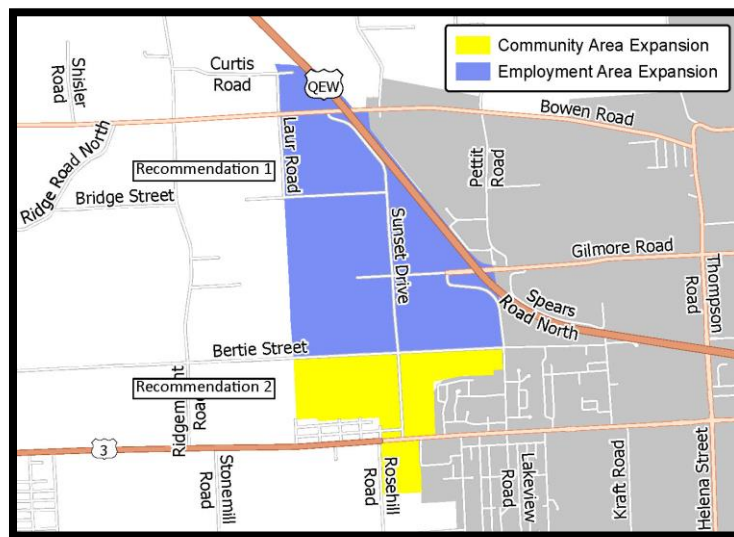 Community Area Expansion
Employment Area Expansion
Shisler
Road
Curtis
Road
QEW
Bowen Road
Ridge Road North
Recommendation 1
Laur Road
Pettit
Road
Bridge Street
Sunset Drive
Gilmore Road
Thompson
Road
Spears
Road North
Bertie Street
Recommendation 2
Ridgemount
Road
3
Stonemill
Road
Rosehill
Road
Lakeview
Road
Kraft Road
Helena Street